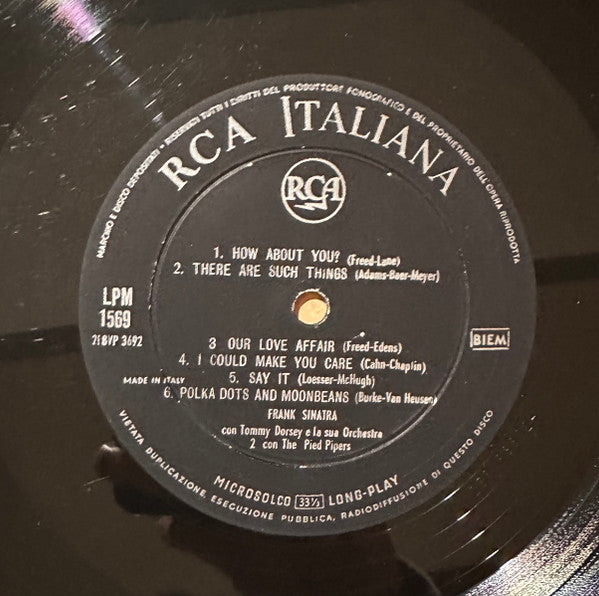 MARCHIO E DISCO DEPOSITATI • RISERVATI TUTTI I DIRITTI DEL PRODUTTORE FONOGRAFICO E DEL PROPRIETARIO DELL'OPERA RIPRODOTTA
RCA ITALIANA
RCA
1. HOW ABOUT YOU? (Freed-Lane)
2. THERE ARE SUCH THINGS (Adams-Baer-Meyer)
LPM
1569
21BVP 3692
BIEM
3 OUR LOVE AFFAIR (Freed-Edens)
4. I COULD MAKE YOU CARE (Cahn-Chaplin)
MADE IN ITALY
5. SAY IT (Loesser-McHugh)
6. POLKA DOTS AND MOONBEANS (Burke-Van Heusen)
FRANK SINATRA
con Tommy Dorsey e la sua Orchestra
2 con The Pied Pipers
MICROSOLCO 33⅓ LONG-PLAY
VIETATA DUPLICAZIONE, ESECUZIONE PUBBLICA, RADIODIFFUSIONE DI QUESTO DISCO